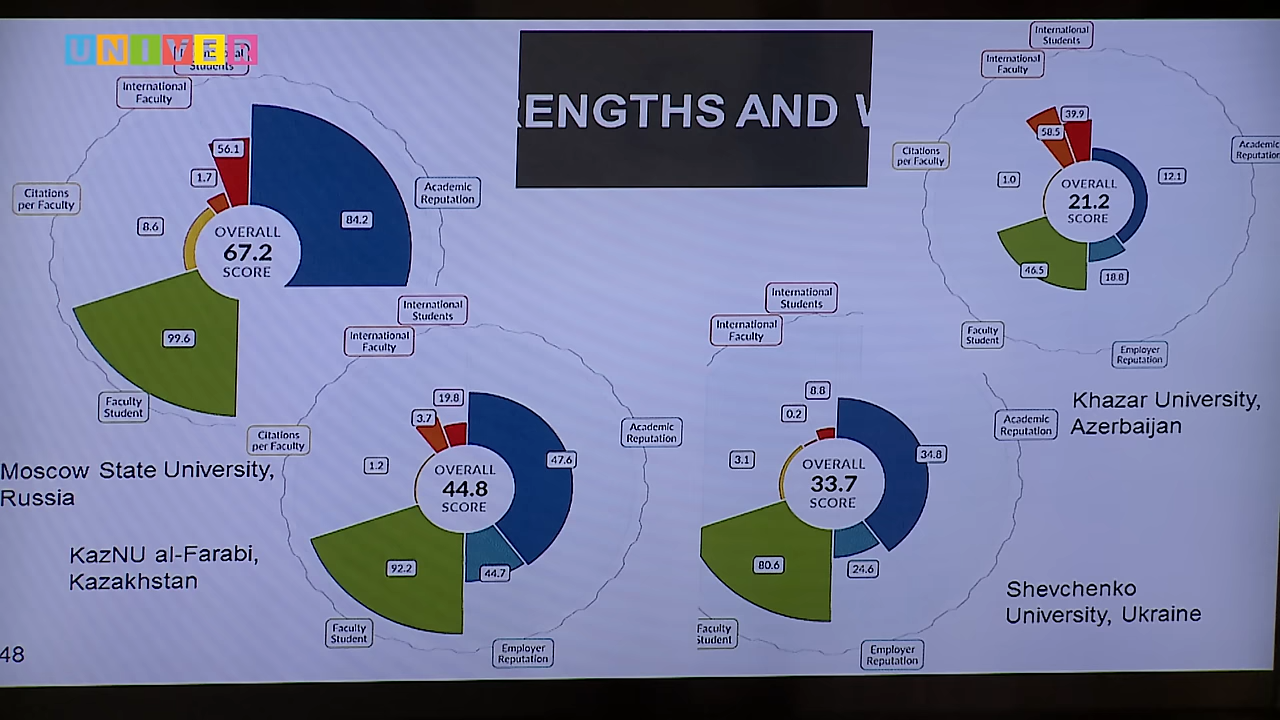 UNIVER
Students
International
Faculty
56.1
1.7
Citations
per Faculty
8.6
84.2
Academic
Reputation
OVERALL
67.2
SCORE
99.6
Faculty
Student
Moscow State University,
Russia
RENGTHS AND
International
Students
International
Faculty
39.9
58.5
Citations
per Faculty
1.0
Academic
Reputation
12.1
OVERALL
21.2
SCORE
46.5
18.8
Faculty
Student
Employer
Reputation
Khazar University,
Azerbaijan
International
Students
International
Faculty
19.8
3.7
Citations
per Faculty
1.2
Academic
Reputation
47.6
OVERALL
44.8
SCORE
92.2
44.7
Faculty
Student
Employer
Reputation
KazNU al-Farabi,
Kazakhstan
International
Students
International
Faculty
8.8
0.2
3.1
Academic
Reputation
34.8
OVERALL
33.7
SCORE
80.6
24.6
Faculty
Student
Employer
Reputation
Shevchenko
University, Ukraine
48